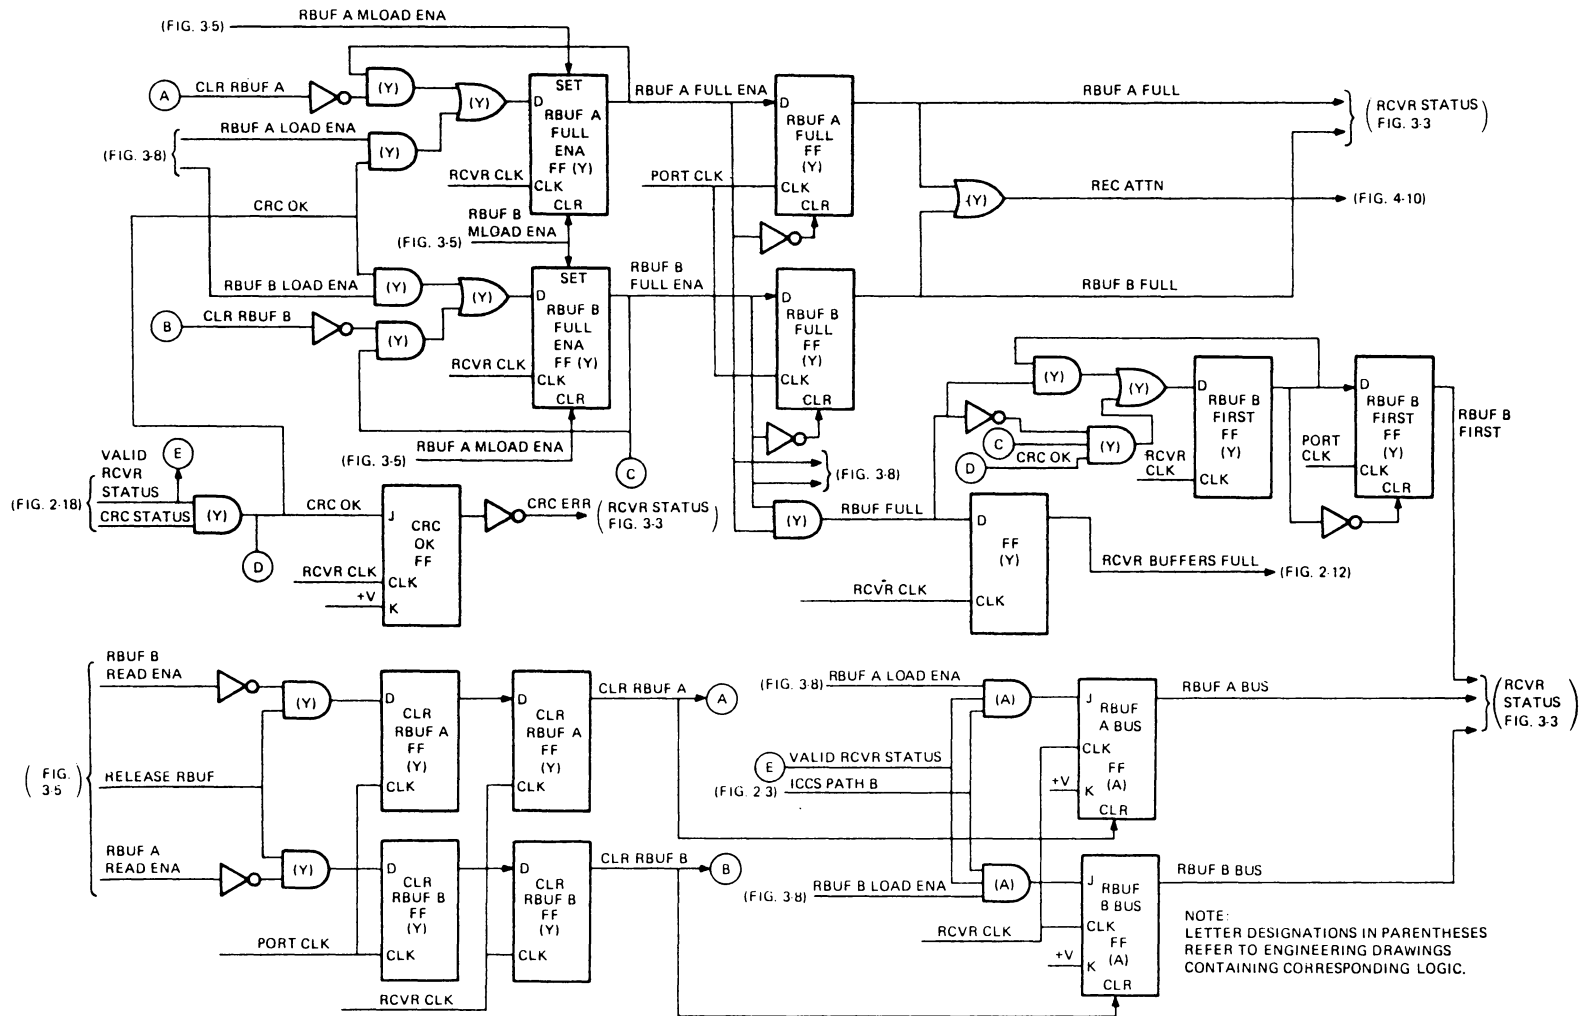 RBUF A MLOAD ENA
(FIG. 3-5)
A
CLR RBUF A
(Y)
(Y)
SET
D
RBUF A
FULL
ENA
FF (Y)
CLK
CLR
RBUF A FULL ENA
D
RBUF A
FULL
FF
(Y)
CLK
CLR
RBUF A FULL
(RCVR STATUS
FIG. 3-3)
RBUF A LOAD ENA
(FIG. 3-8)
(Y)
RCVR CLK
PORT CLK
(Y)
REC ATTN
(FIG. 4-10)
CRC OK
RBUF B
MLOAD ENA
(FIG. 3-5)
RBUF B LOAD ENA
(Y)
(Y)
B
CLR RBUF B
(Y)
SET
D
RBUF B
FULL
ENA
FF (Y)
CLK
CLR
RCVR CLK
RBUF B
FULL ENA
D
RBUF B
FULL
FF
(Y)
CLK
CLR
RBUF B FULL
RBUF A MLOAD ENA
(FIG. 3-5)
C
(FIG. 3-8)
(Y)
(Y)
C
D
CRC OK
(Y)
RCVR
CLK
D
RBUF B
FIRST
FF
(Y)
CLK
PORT
CLK
D
RBUF B
FIRST
FF
(Y)
CLK
CLR
RBUF B
FIRST
VALID
RCVR
STATUS
E
(FIG. 2-18)
CRC STATUS
(Y)
D
CRC OK
J
CRC
OK
FF
CLK
K
RCVR CLK
+V
CRC ERR
(RCVR STATUS
FIG. 3-3)
(Y)
RBUF FULL
D
FF
(Y)
CLK
RCVR CLK
RCVR BUFFERS FULL
(FIG. 2-12)
RBUF B
READ ENA
(Y)
D
CLR
RBUF A
FF
(Y)
CLK
D
CLR
RBUF A
FF
(Y)
CLK
CLR RBUF A
A
(FIG.
3-5)
RELEASE RBUF
RBUF A
READ ENA
(Y)
D
CLR
RBUF B
FF
(Y)
CLK
D
CLR
RBUF B
FF
(Y)
CLK
CLR RBUF B
B
PORT CLK
RCVR CLK
(FIG. 3-8)
RBUF A LOAD ENA
(A)
E
VALID RCVR STATUS
ICCS PATH B
(FIG. 2-3)
J
RBUF
A BUS
CLK
FF
(A)
K
CLR
+V
RBUF A BUS
(RCVR
STATUS
FIG. 3-3)
(FIG. 3-8)
RBUF B LOAD ENA
(A)
RCVR CLK
J
RBUF
B BUS
CLK
FF
(A)
K
CLR
+V
RBUF B BUS
NOTE:
LETTER DESIGNATIONS IN PARENTHESES
REFER TO ENGINEERING DRAWINGS
CONTAINING CORRESPONDING LOGIC.